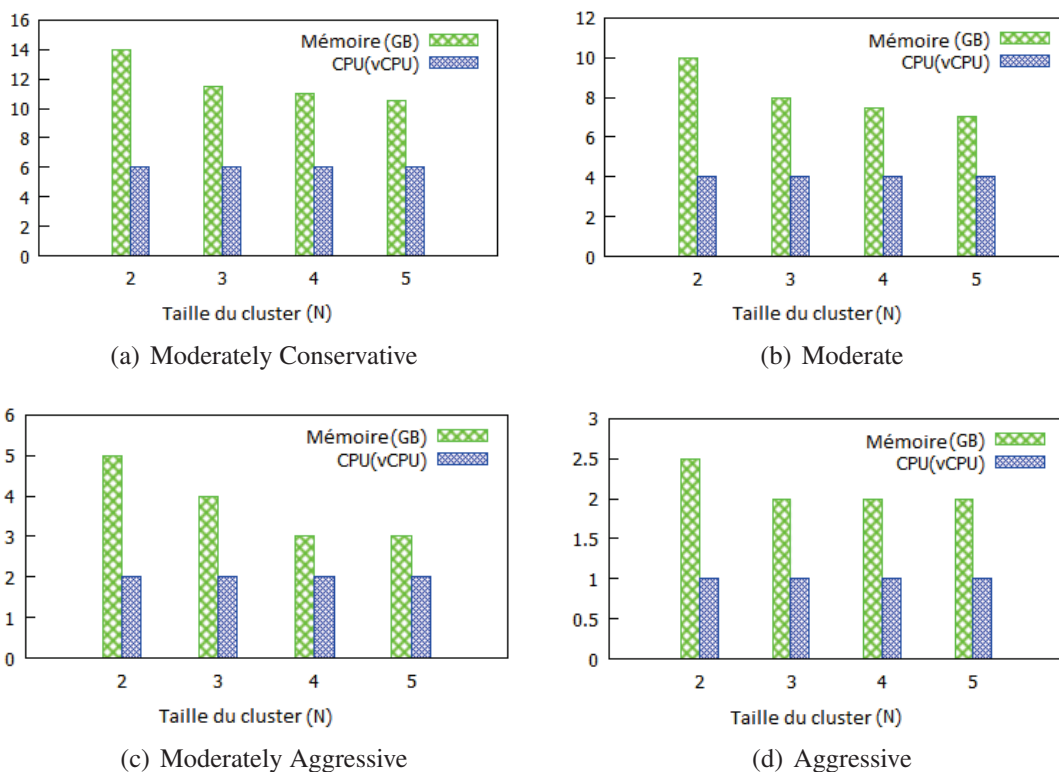 16
14
12
10
8
6
4
2
0
Mémoire(GB)
CPU(vCPU)
2 3 4 5
Taille du cluster (N)
(a) Moderately Conservative
12
10
8
6
4
2
0
Mémoire(GB)
CPU(vCPU)
2 3 4 5
Taille du cluster (N)
(b) Moderate
6
5
4
3
2
1
0
Mémoire(GB)
CPU(vCPU)
2 3 4 5
Taille du cluster (N)
(c) Moderately Aggressive
3
2.5
2
1.5
1
0.5
0
Mémoire(GB)
CPU(vCPU)
2 3 4 5
Taille du cluster (N)
(d) Aggressive